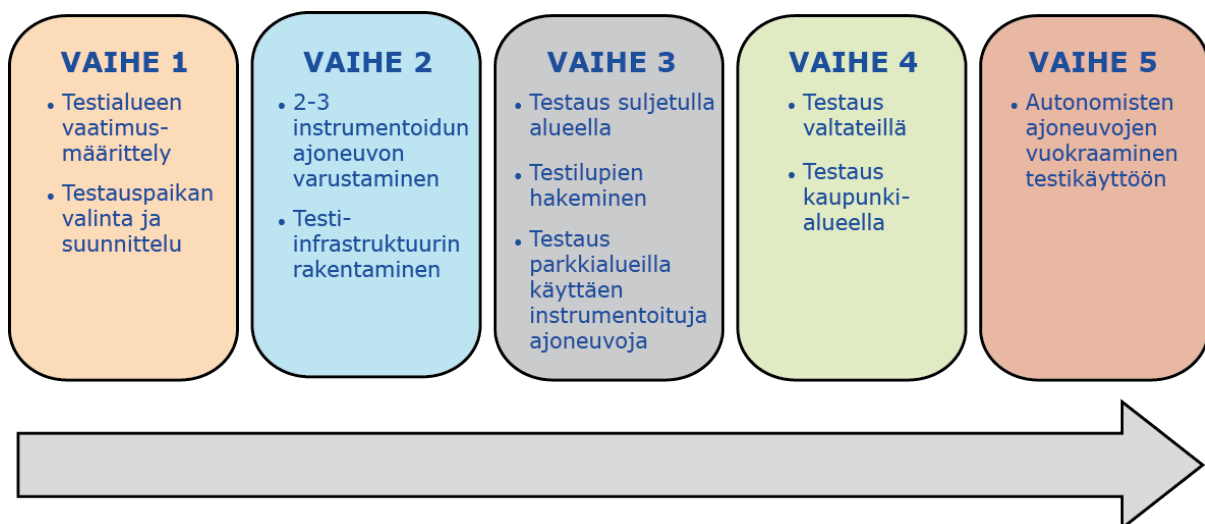 VAIHE 1
• Testialueen
vaatimus-
määrittely
• Testauspaikan
valinta ja
suunnittelu
VAIHE 2
• 2-3
instrumentoidun
ajoneuvon
varustaminen
• Testi-
infrastruktuurin
rakentaminen
VAIHE 3
• Testaus suljetulla
alueella
• Testilupien
hakeminen
• Testaus
parkkialueilla
käyttäen
instrumentoituja
ajoneuvoja
VAIHE 4
• Testaus
valtateillä
• Testaus
kaupunki-
alueella
VAIHE 5
• Autonomisten
ajoneuvojen
vuokraaminen
testikäyttöön